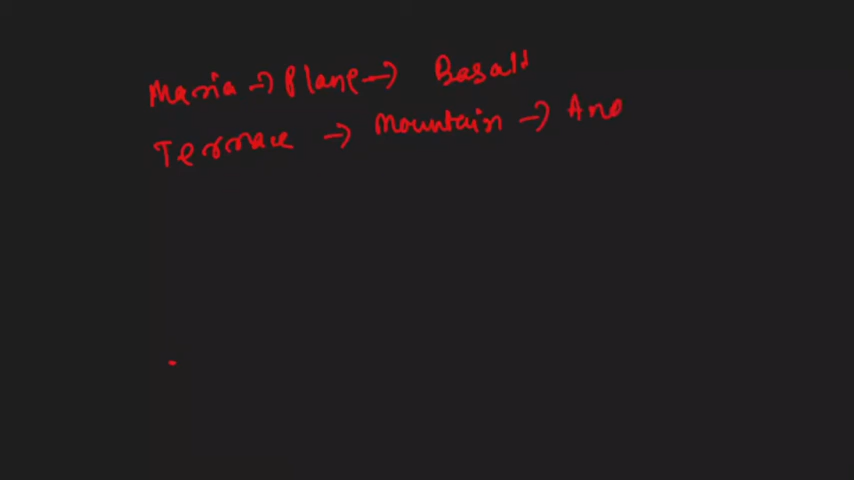 Maria → Plane → Basalt
Terrace → Mountain → Ano